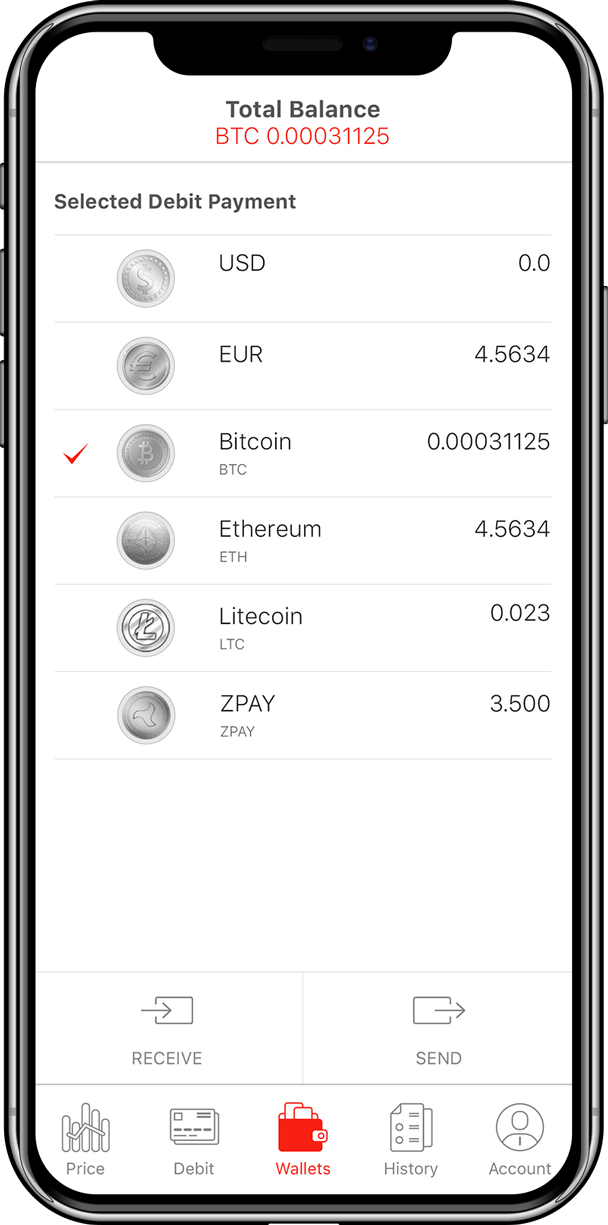 Total Balance
BTC 0.00031125
Selected Debit Payment
USD 0.0
EUR 4.5634
Bitcoin 0.00031125
BTC
Ethereum 4.5634
ETH
Litecoin 0.023
LTC
ZPAY 3.500
ZPAY
RECEIVE SEND
Price Debit Wallets History Account